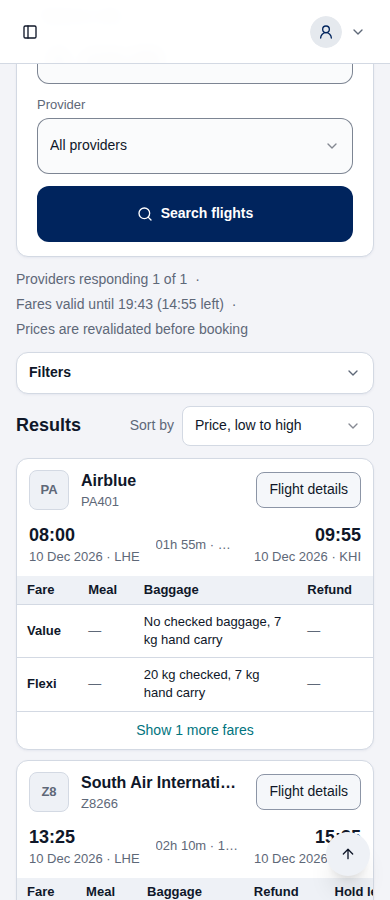 Provider
All providers
Search flights
Providers responding 1 of 1 ·
Fares valid until 19:43 (14:55 left) ·
Prices are revalidated before booking
Filters
Results Sort by Price, low to high
PA Airblue Flight details
PA401
08:00 01h 55m · … 09:55
10 Dec 2026 · LHE 10 Dec 2026 · KHI
Fare Meal Baggage Refund
Value — No checked baggage, 7 kg hand carry —
Flexi — 20 kg checked, 7 kg hand carry —
Show 1 more fares
Z8 South Air Internati… Flight details
Z8266
13:25 02h 10m · 1…
10 Dec 2026 · LHE 10 Dec 2026
Fare Meal Baggage Refund Hold